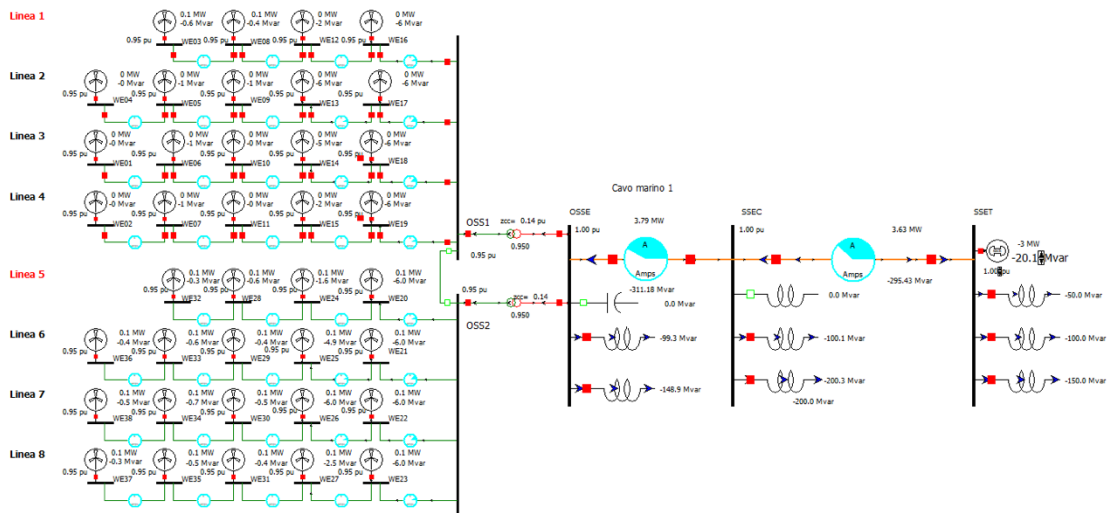 Linea 1
0.1 MW
-0.6 Mvar
0.1 MW
-0.4 Mvar
0 MW
-2 Mvar
0 MW
-6 Mvar
0.95 pu
WE03
0.95 pu
WE08
0.95 pu
WE12
0.95 pu
WE16
Linea 2
0 MW
-0 Mvar
0 MW
-1 Mvar
0 MW
-1 Mvar
0 MW
-6 Mvar
0 MW
-6 Mvar
0.95 pu
WE04
0.95 pu
WE05
0.95 pu
WE09
0.95 pu
WE13
0.95 pu
WE17
Linea 3
0 MW
-0 Mvar
0 MW
-1 Mvar
0 MW
-0 Mvar
0 MW
-5 Mvar
0 MW
-6 Mvar
0.95 pu
WE01
0.95 pu
WE06
0.95 pu
WE10
0.95 pu
WE14
0.95 pu
WE18
Linea 4
0 MW
-0 Mvar
0 MW
-1 Mvar
0 MW
-0 Mvar
0 MW
-2 Mvar
0 MW
-6 Mvar
0.95 pu
WE02
0.95 pu
WE07
0.95 pu
WE11
0.95 pu
WE15
0.95 pu
WE19
Linea 5
0.1 MW
-0.3 Mvar
0.1 MW
-0.6 Mvar
0.1 MW
-1.6 Mvar
0.1 MW
-6.0 Mvar
0.95 pu
WE32
0.95 pu
WE28
0.95 pu
WE24
0.95 pu
WE20
Linea 6
0.1 MW
-0.4 Mvar
0.1 MW
-0.6 Mvar
0.1 MW
-0.4 Mvar
0.1 MW
-4.9 Mvar
0.1 MW
-6.0 Mvar
0.95 pu
WE36
0.95 pu
WE33
0.95 pu
WE29
0.95 pu
WE25
0.95 pu
WE21
Linea 7
0.1 MW
-0.5 Mvar
0.1 MW
-0.7 Mvar
0.1 MW
-0.5 Mvar
0.1 MW
-6.0 Mvar
0.1 MW
-6.0 Mvar
0.95 pu
WE38
0.95 pu
WE34
0.95 pu
WE30
0.95 pu
WE26
0.95 pu
WE22
Linea 8
0.1 MW
-0.3 Mvar
0.1 MW
-0.5 Mvar
0.1 MW
-0.4 Mvar
0.1 MW
-2.5 Mvar
0.1 MW
-6.0 Mvar
0.95 pu
WE37
0.95 pu
WE35
0.95 pu
WE31
0.95 pu
WE27
0.95 pu
WE23
OSS1
0.95 pu
zcc= 0.14 pu
0.950
0.95 pu
OSS2
zcc= 0.14
0.950
Cavo marino 1
OSSE
1.00 pu
3.79 MW
A
Amps
-311.18 Mvar
0.0 Mvar
-99.3 Mvar
-148.9 Mvar
SSEC
1.00 pu
3.63 MW
A
Amps
-295.43 Mvar
0.0 Mvar
-100.1 Mvar
-200.3 Mvar
-200.0 Mvar
SSET
-3 MW
-20.1 Mvar
1.00 pu
-50.0 Mvar
-100.0 Mvar
-150.0 Mvar